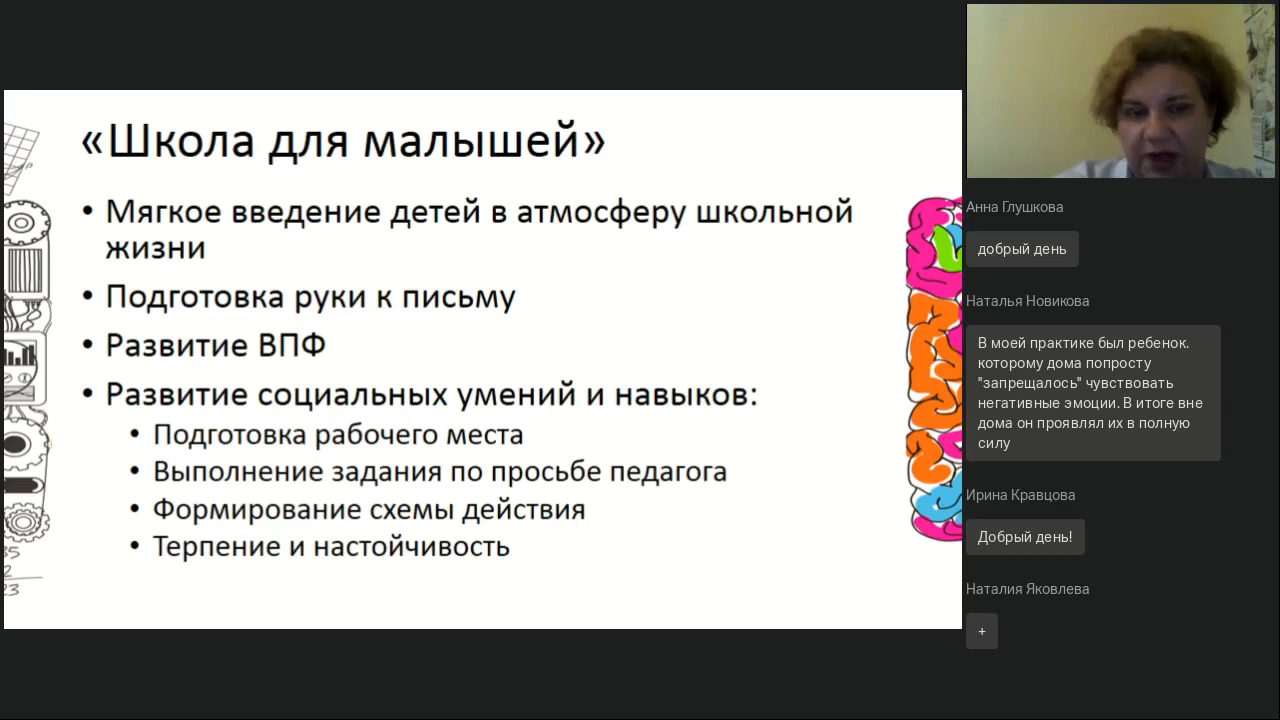 «Школа для малышей»
• Мягкое введение детей в атмосферу школьной
жизни
• Подготовка руки к письму
• Развитие ВПФ
• Развитие социальных умений и навыков:
• Подготовка рабочего места
• Выполнение задания по просьбе педагога
• Формирование схемы действия
• Терпение и настойчивость
Анна Глушкова
добрый день
Наталья Новикова
В моей практике был ребенок.
которому дома попросту
"запрещалось" чувствовать
негативные эмоции. В итоге вне
дома он проявлял их в полную
силу
Ирина Кравцова
Добрый день!
Наталия Яковлева
+